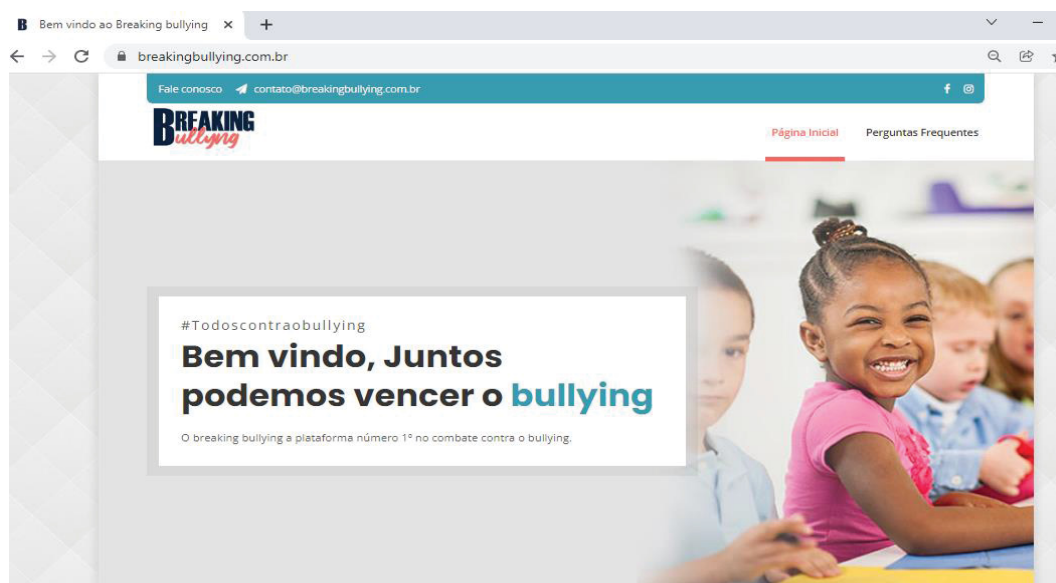 Bem vindo ao Breaking bullying
breakingbullying.com.br
Fale conosco contato@breakingbullying.com.br
BREAKING
Bullyng
Página Inicial Perguntas Frequentes
#Todoscontraobullying
Bem vindo, Juntos
podemos vencer o bullying
O breaking bullying a plataforma número 1º no combate contra o bullying.